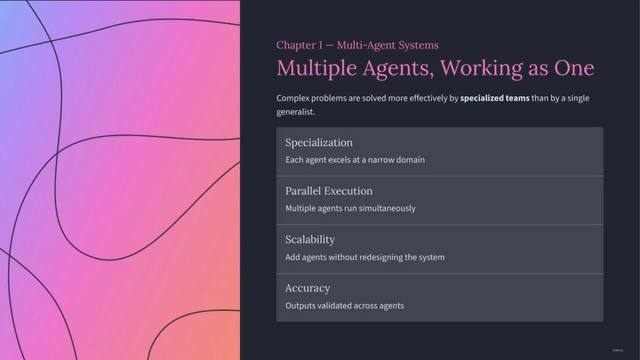 Chapter 1 — Multi-Agent Systems
Multiple Agents, Working as One
Complex problems are solved more effectively by specialized teams than by a single
generalist.
Specialization
Each agent excels at a narrow domain
Parallel Execution
Multiple agents run simultaneously
Scalability
Add agents without redesigning the system
Accuracy
Outputs validated across agents